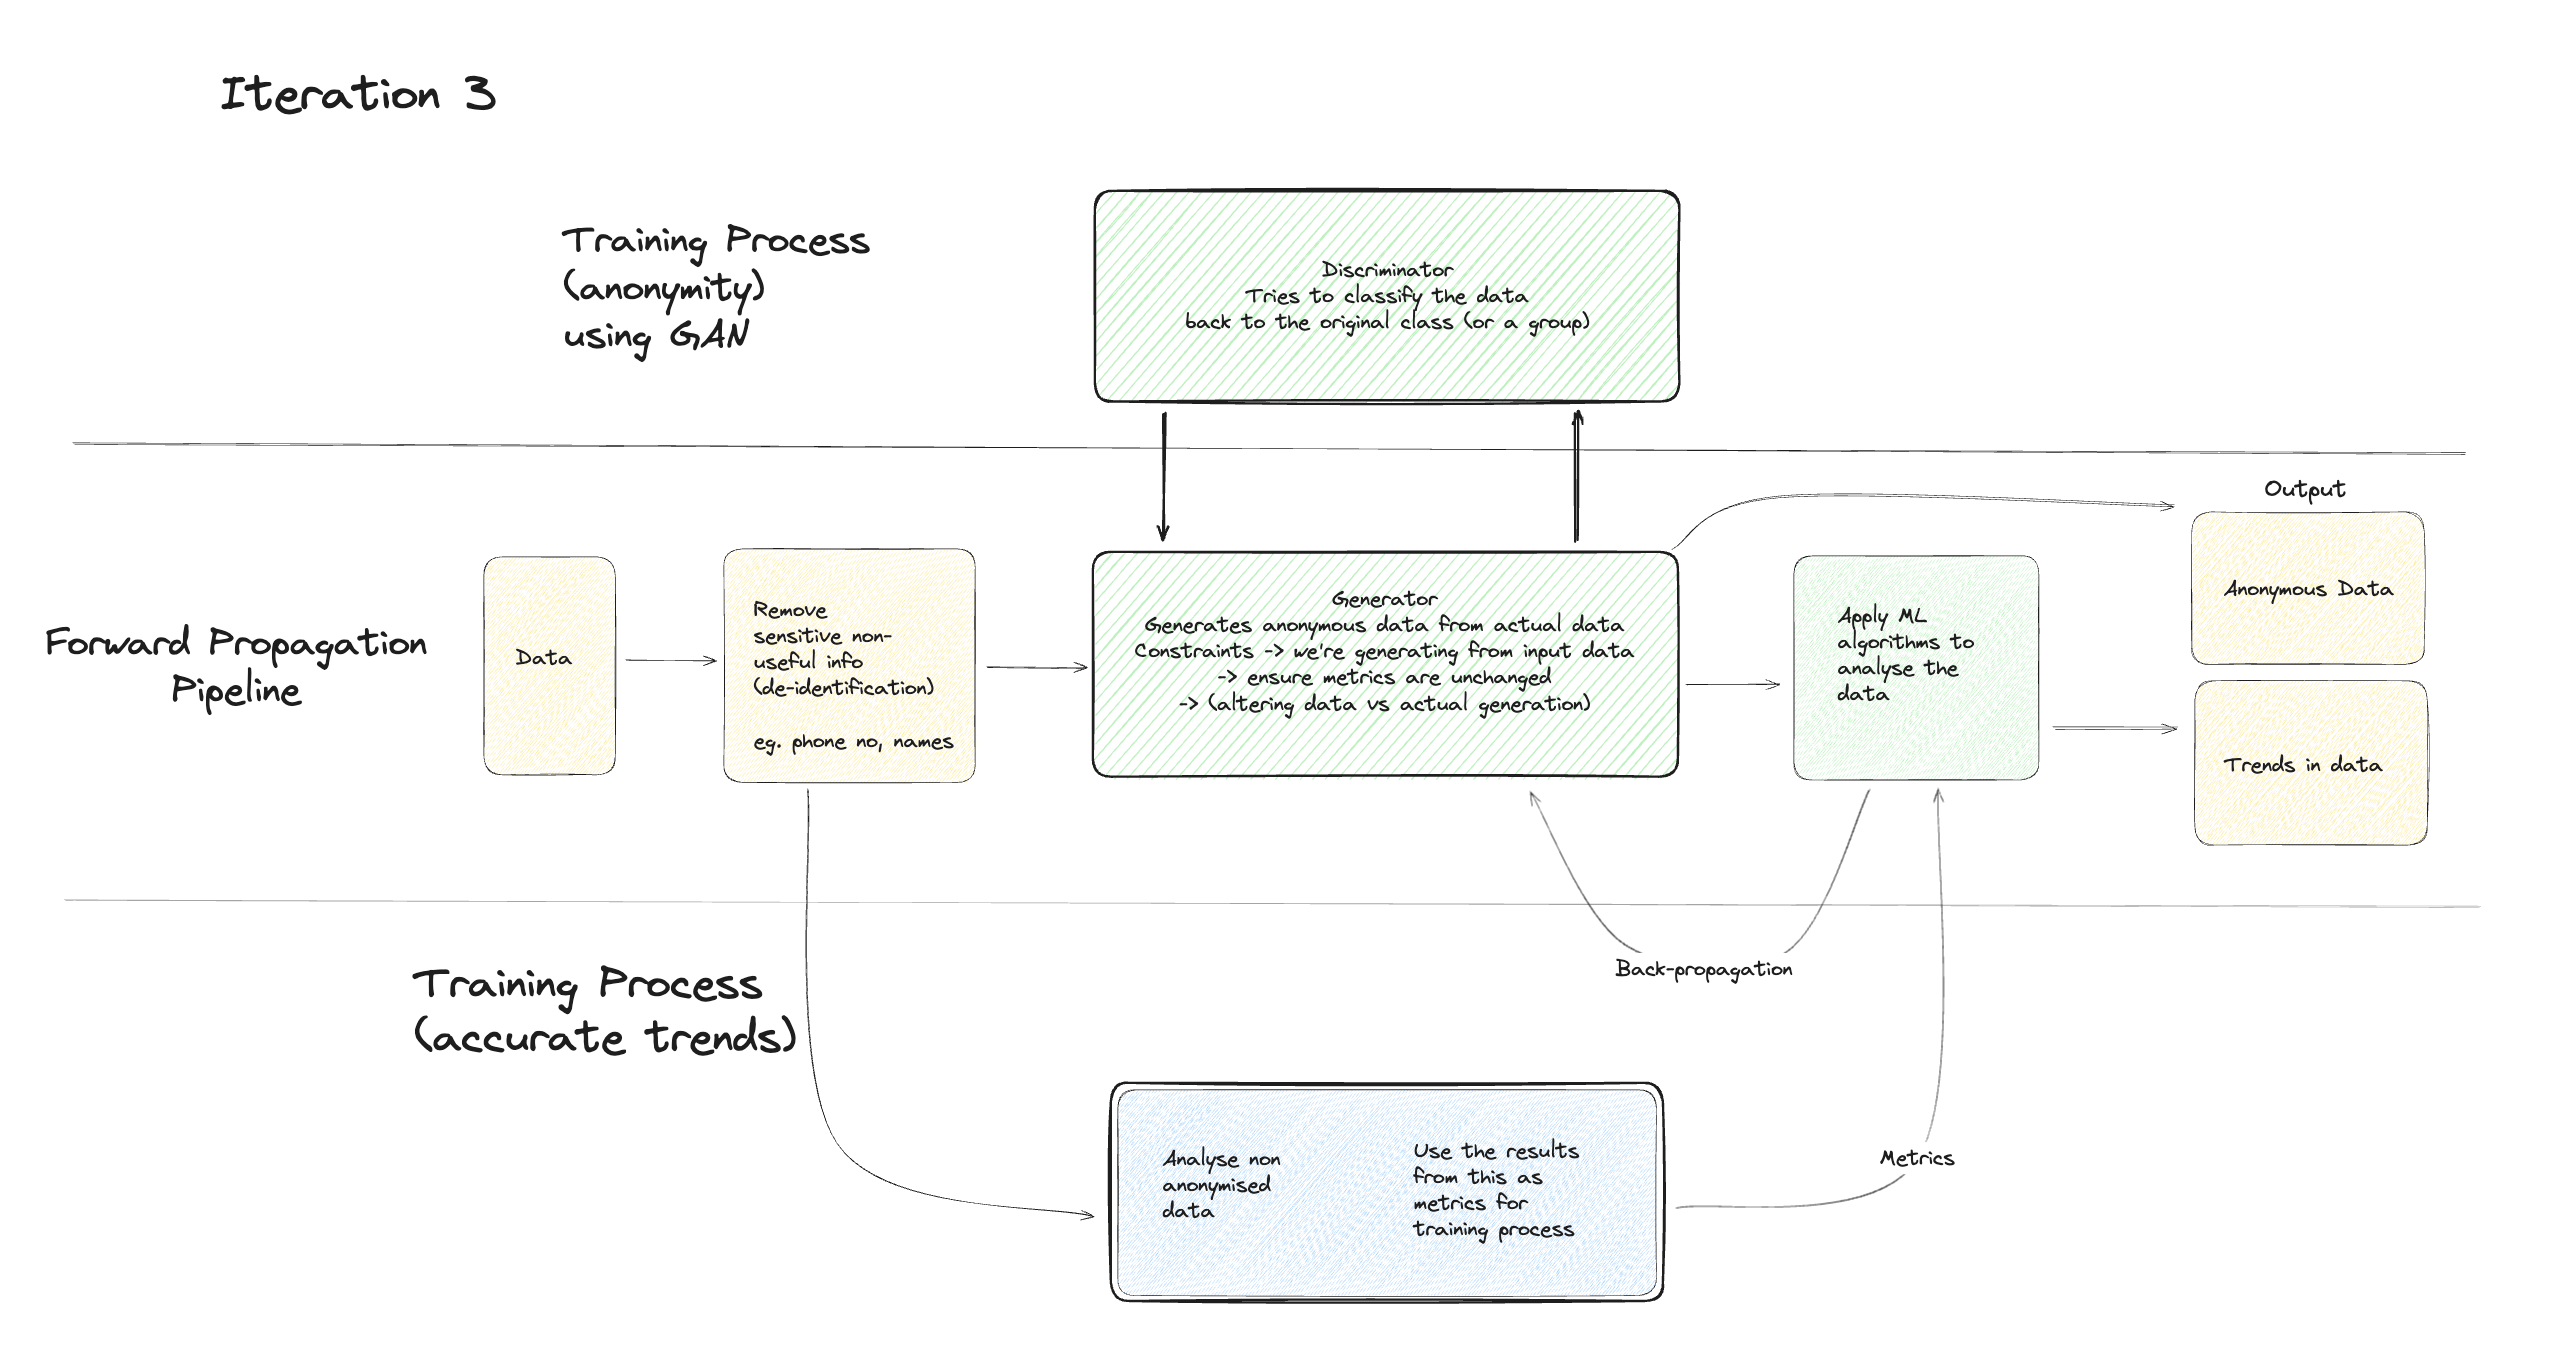 Iteration 3
Training Process
(anonymity)
using GAN
Discriminator
Tries to classify the data
back to the original class (or a group)
Forward Propagation
Pipeline
Data
Remove
sensitive non-
useful info
(de-identification)
eg. phone no, names
Generator
Generates anonymous data from actual data
Constraints -> we're generating from input data
-> ensure metrics are unchanged
-> (altering data vs actual generation)
Apply ML
algorithms to
analyse the
data
Output
Anonymous Data
Trends in data
Back-propagation
Training Process
(accurate trends)
Analyse non
anonymised
data
Use the results
from this as
metrics for
training process
Metrics